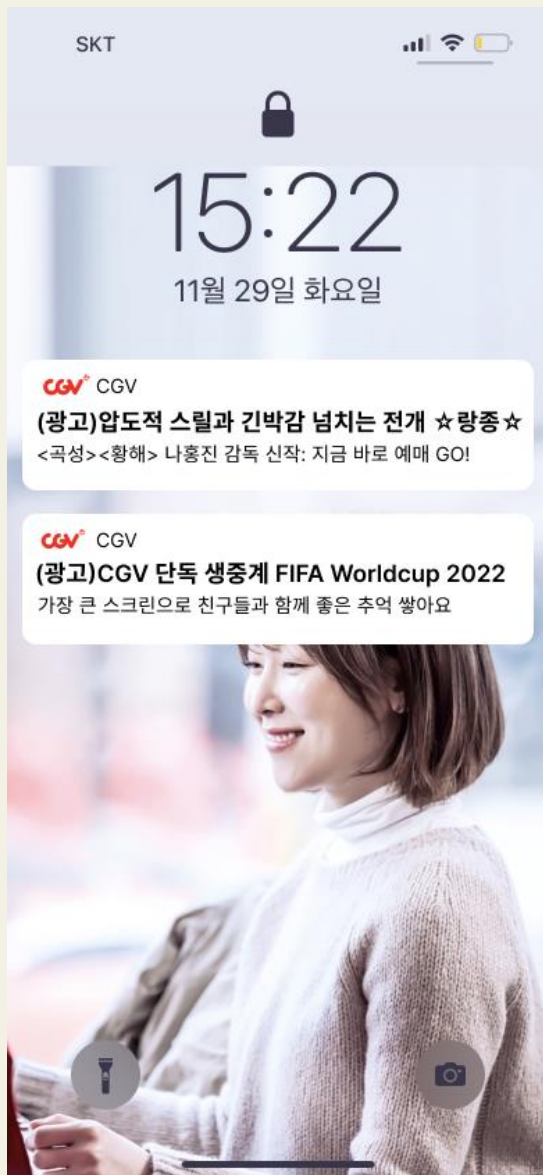 SKT
15:22
11월 29일 화요일
CGV CGV
(광고)압도적 스릴과 긴박감 넘치는 전개 ☆랑종☆
<곡성><황해> 나홍진 감독 신작: 지금 바로 예매 GO!
CGV CGV
(광고)CGV 단독 생중계 FIFA Worldcup 2022
가장 큰 스크린으로 친구들과 함께 좋은 추억 쌓아요